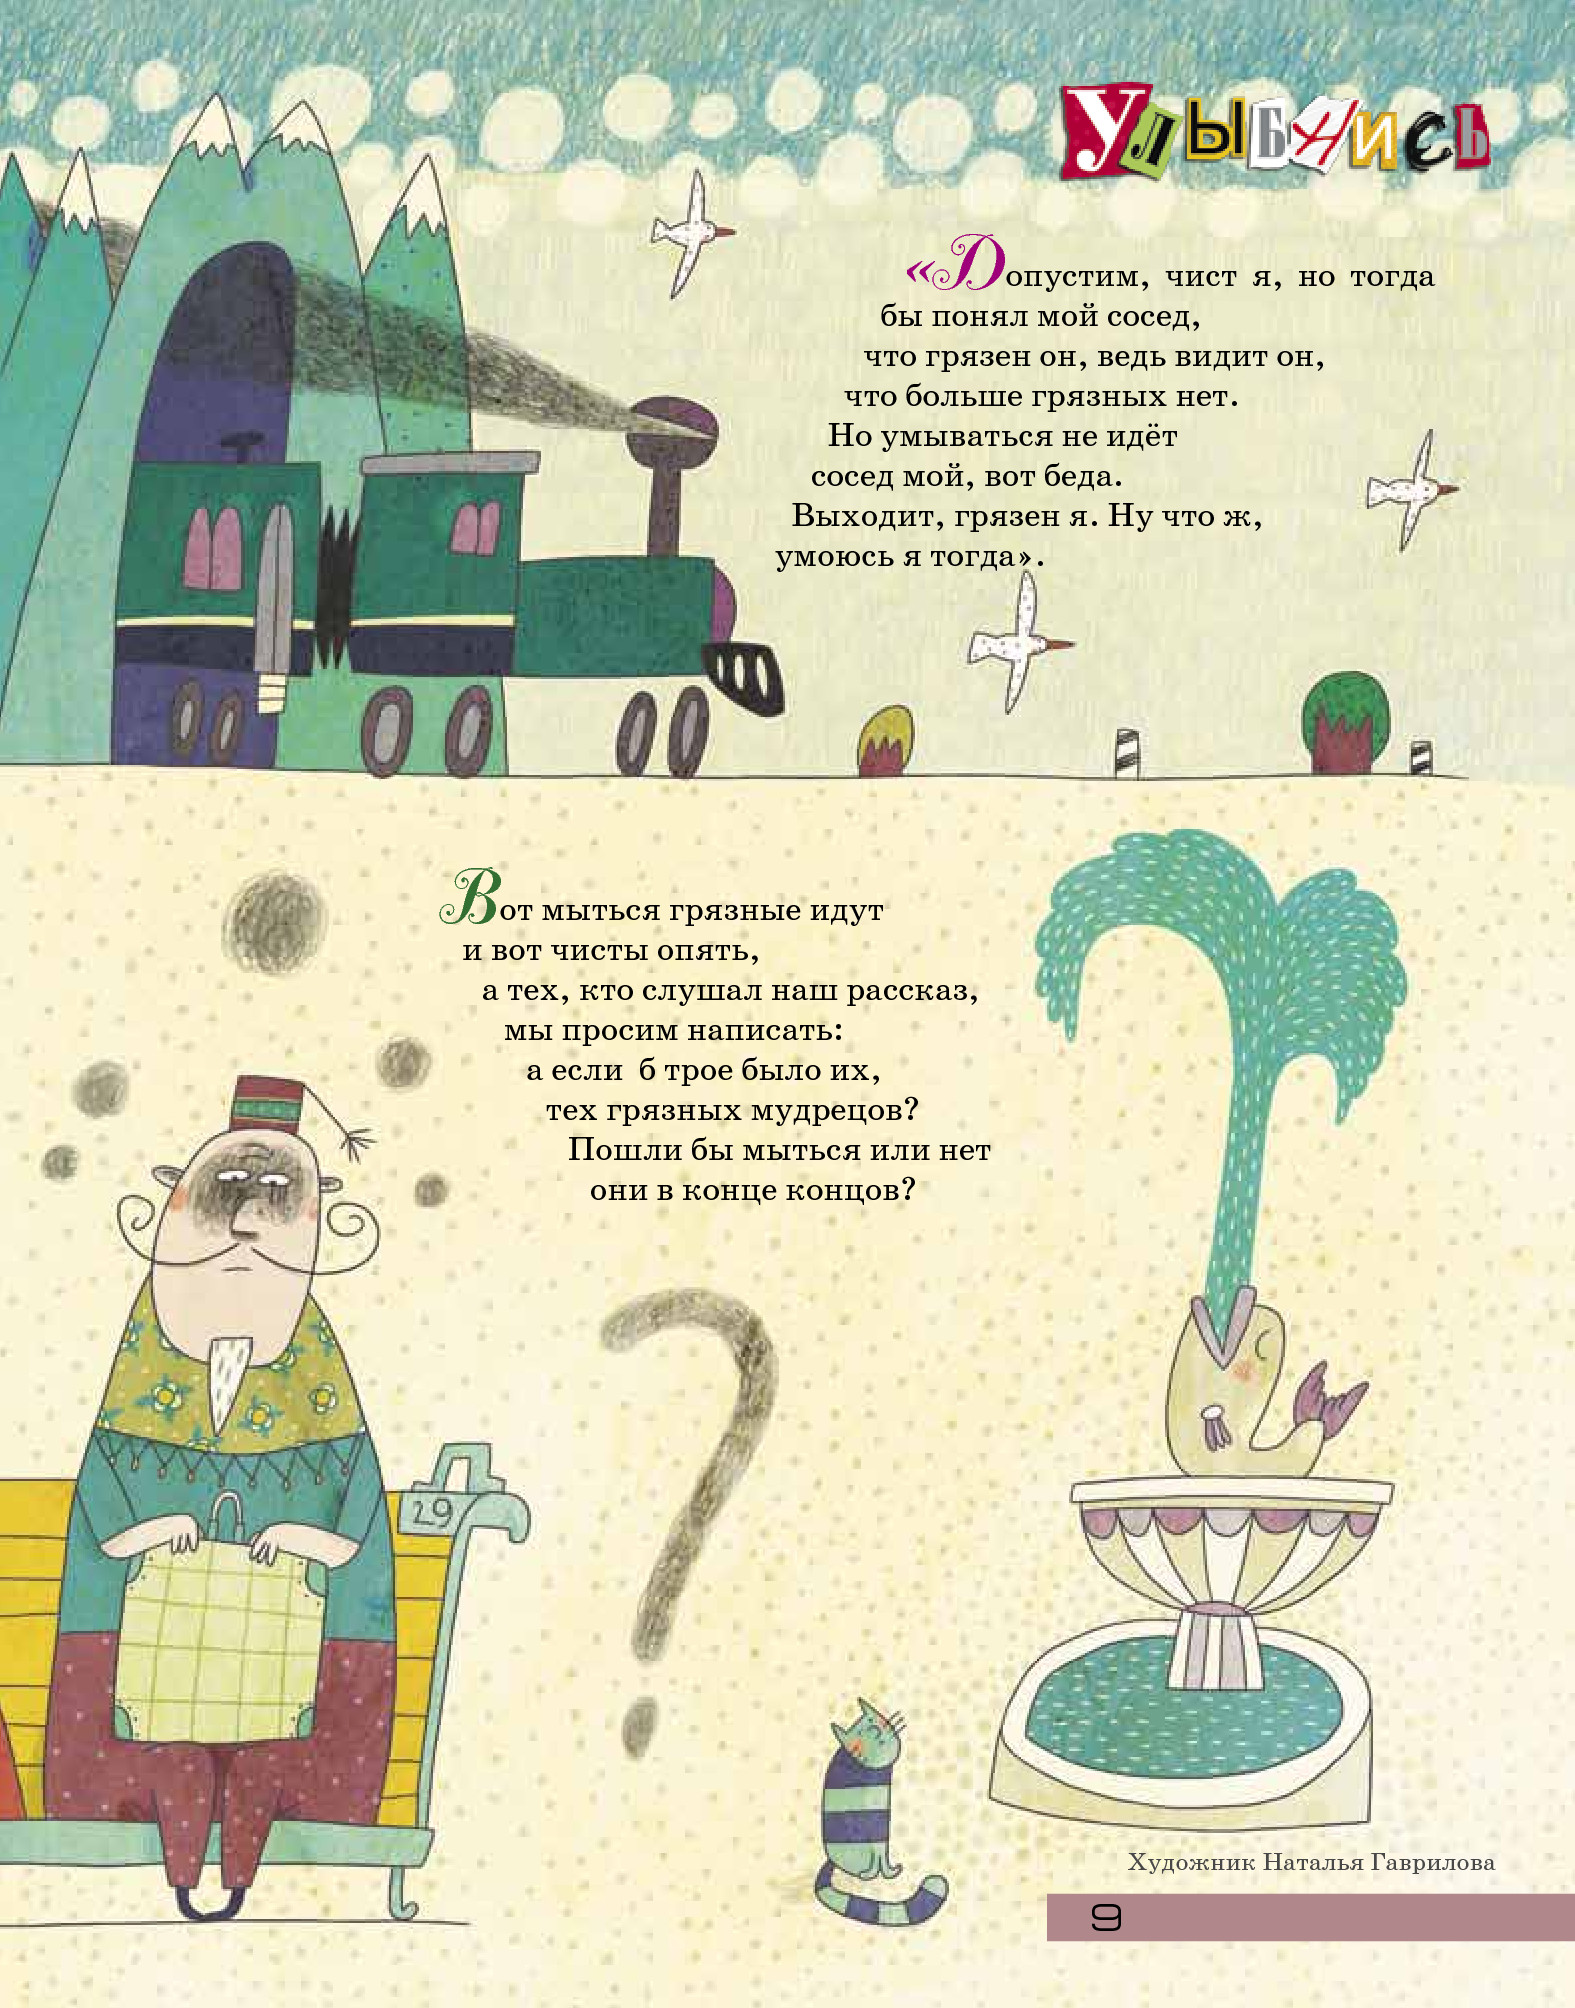 Улыбнись
«Допустим, чист я, но тогда
бы понял мой сосед,
что грязен он, ведь видит он,
что больше грязных нет.
Но умываться не идёт
сосед мой, вот беда.
Выходит, грязен я. Ну что ж,
умоюсь я тогда».
Вот мыться грязные идут
и вот чисты опять,
а тех, кто слушал наш рассказ,
мы просим написать:
а если б трое было их,
тех грязных мудрецов?
Пошли бы мыться или нет
они в конце концов?
?
29
Художник Наталья Гаврилова
9